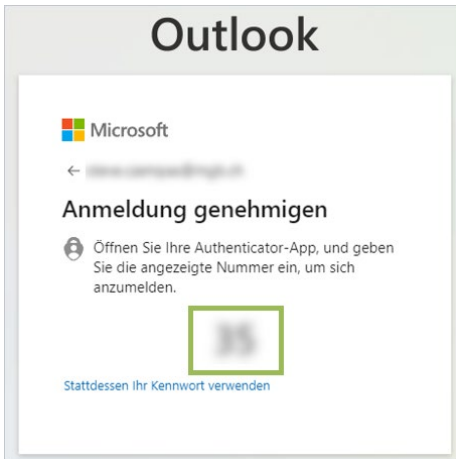 Outlook
Microsoft
Anmeldung genehmigen
Öffnen Sie Ihre Authenticator-App, und geben
Sie die angezeigte Nummer ein, um sich
anzumelden.
35
Stattdessen Ihr Kennwort verwenden